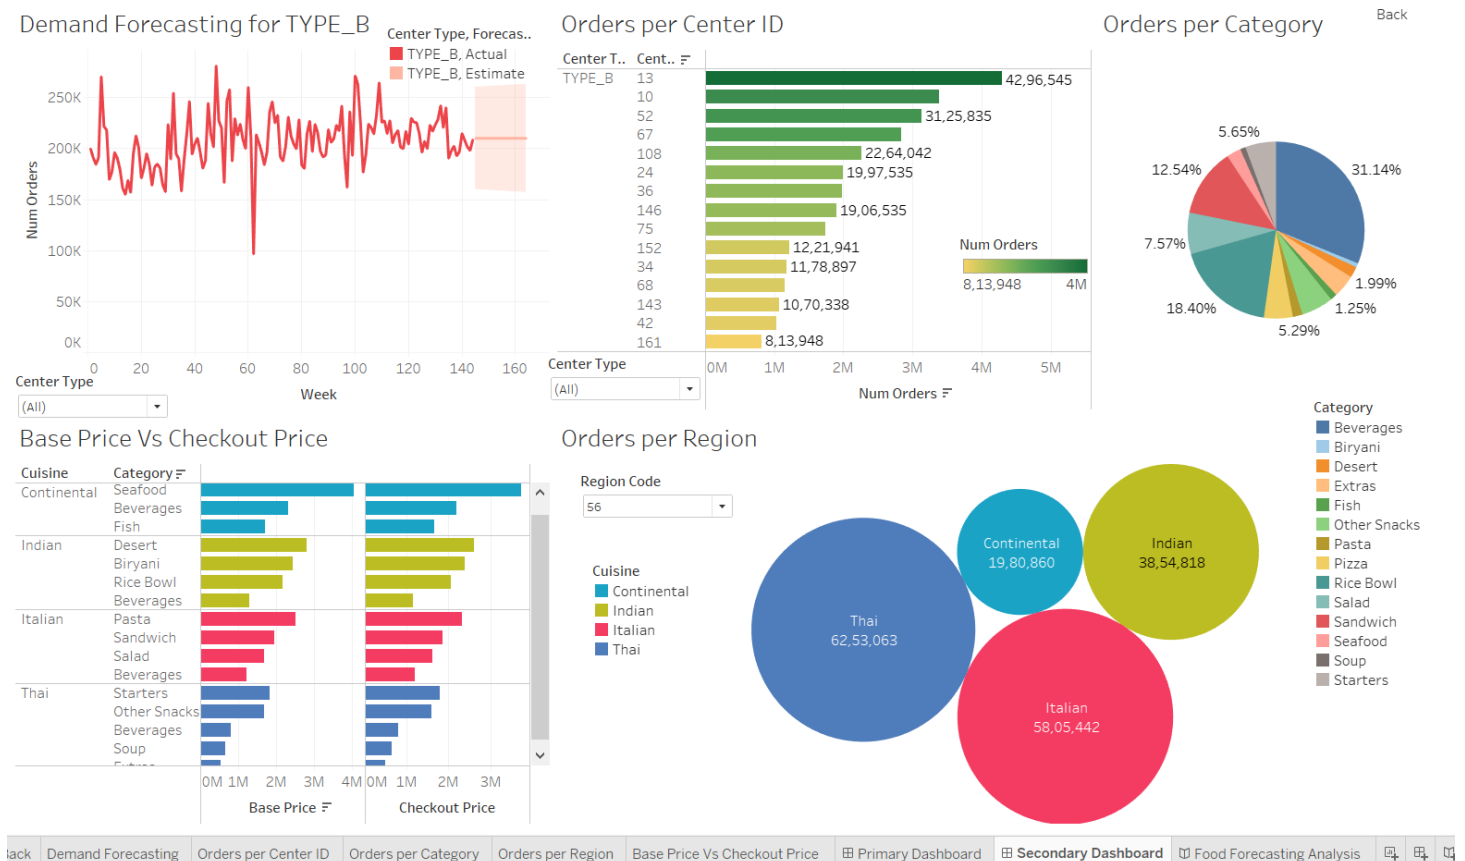 Back
Demand Forecasting for TYPE_B
Center Type, Forecas..
TYPE_B, Actual
TYPE_B, Estimate
250K
200K
150K
100K
50K
0K
Num Orders
0 20 40 60 80 100 120 140 160
Week
Center Type
(All)
Orders per Center ID
Center T.. Cent..
TYPE_B 13 42,96,545
10
52 31,25,835
67
108 22,64,042
24 19,97,535
36
146 19,06,535
75
152 12,21,941
34 11,78,897
68
143 10,70,338
42
161 8,13,948
0M 1M 2M 3M 4M 5M
Num Orders
Num Orders
8,13,948 4M
Center Type
(All)
Orders per Category
5.65%
12.54%
31.14%
7.57%
1.99%
18.40%
1.25%
5.29%
Category
Beverages
Biryani
Desert
Extras
Fish
Other Snacks
Pasta
Pizza
Rice Bowl
Salad
Sandwich
Seafood
Soup
Starters
Base Price Vs Checkout Price
Cuisine Category
Continental Seafood
Beverages
Fish
Indian Desert
Biryani
Rice Bowl
Beverages
Italian Pasta
Sandwich
Salad
Beverages
Thai Starters
Other Snacks
Beverages
Soup
Extras
0M 1M 2M 3M 4M 0M 1M 2M 3M
Base Price Checkout Price
Orders per Region
Region Code
56
Cuisine
Continental
Indian
Italian
Thai
Continental
19,80,860
Indian
38,54,818
Thai
62,53,063
Italian
58,05,442
Back Demand Forecasting Orders per Center ID Orders per Category Orders per Region Base Price Vs Checkout Price Primary Dashboard Secondary Dashboard Food Forecasting Analysis